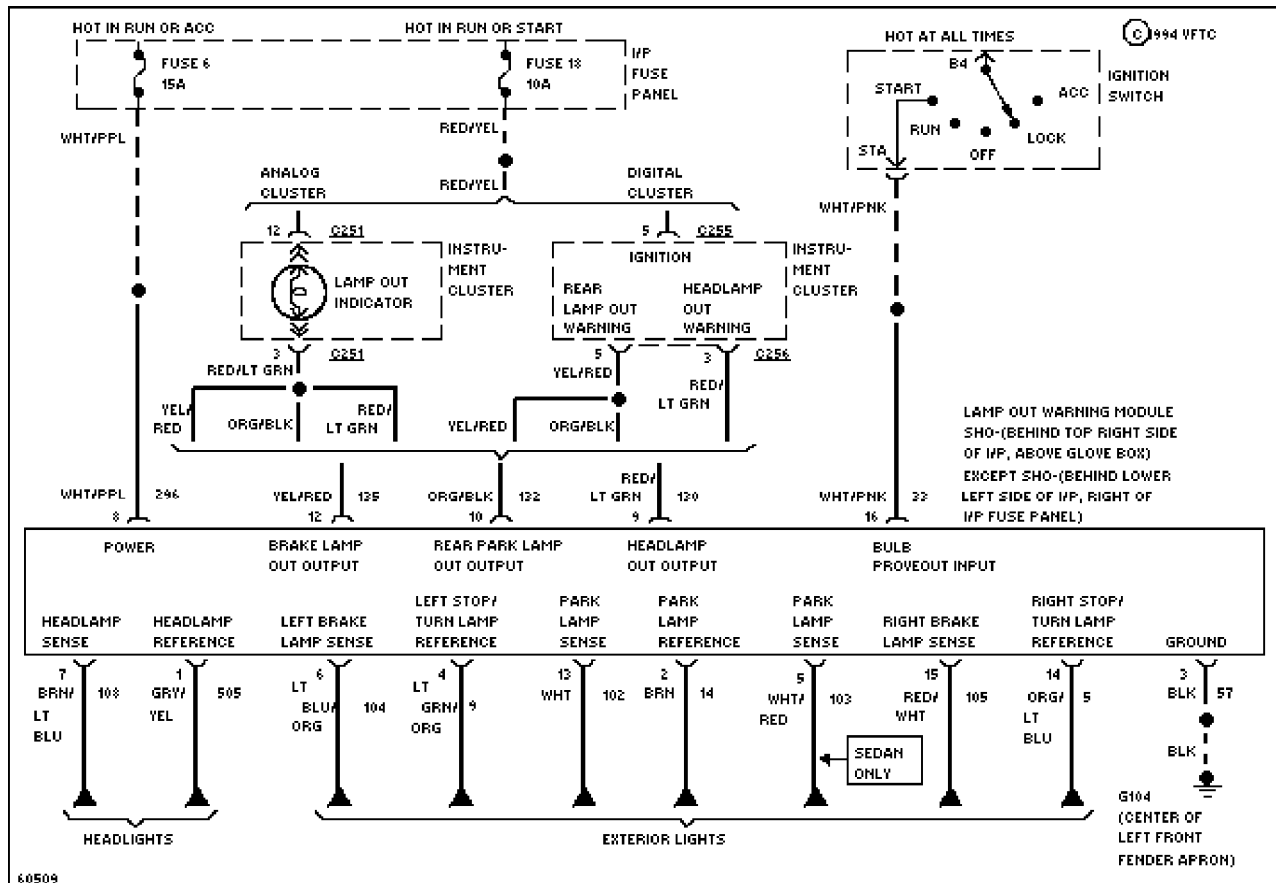 HOT IN RUN OR ACC
HOT IN RUN OR START
HOT AT ALL TIMES
C 1994 VFTC
FUSE 6
15A
FUSE 18
10A
I/P
FUSE
PANEL
B4
START
ACC
RUN
LOCK
OFF
STA
IGNITION
SWITCH
WHT/PPL
RED/YEL
RED/YEL
WHT/PNK
ANALOG
CLUSTER
DIGITAL
CLUSTER
12 C251
5 C255
LAMP OUT
INDICATOR
INSTRU-
MENT
CLUSTER
IGNITION
REAR
LAMP OUT
WARNING
HEADLAMP
OUT
WARNING
INSTRU-
MENT
CLUSTER
3 C251
5
3 C256
RED/LT GRN
YEL/RED
RED/
LT GRN
YEL/
RED
ORG/BLK
RED/
LT GRN
YEL/RED
ORG/BLK
LAMP OUT WARNING MODULE
SHO-(BEHIND TOP RIGHT SIDE
OF I/P, ABOVE GLOVE BOX)
EXCEPT SHO-(BEHIND LOWER
LEFT SIDE OF I/P, RIGHT OF
I/P FUSE PANEL)
WHT/PPL 296
8
YEL/RED 135
12
ORG/BLK 132
10
RED/
LT GRN 130
9
WHT/PNK 33
16
POWER
BRAKE LAMP
OUT OUTPUT
REAR PARK LAMP
OUT OUTPUT
HEADLAMP
OUT OUTPUT
BULB
PROVEOUT INPUT
HEADLAMP
SENSE
HEADLAMP
REFERENCE
LEFT BRAKE
LAMP SENSE
LEFT STOP/
TURN LAMP
REFERENCE
PARK
LAMP
SENSE
PARK
LAMP
REFERENCE
PARK
LAMP
SENSE
RIGHT BRAKE
LAMP SENSE
RIGHT STOP/
TURN LAMP
REFERENCE
GROUND
7
BRN/ 108
LT
BLU
1
GRY/ 505
YEL
6
LT
BLU/ 104
ORG
4
LT
GRN/ 9
ORG
13
WHT 102
2
BRN 14
5
WHT/ 103
RED
15
RED/ 105
WHT
14
ORG/ 5
LT
BLU
3
BLK 57
BLK
SEDAN
ONLY
HEADLIGHTS
EXTERIOR LIGHTS
G104
(CENTER OF
LEFT FRONT
FENDER APRON)
60509